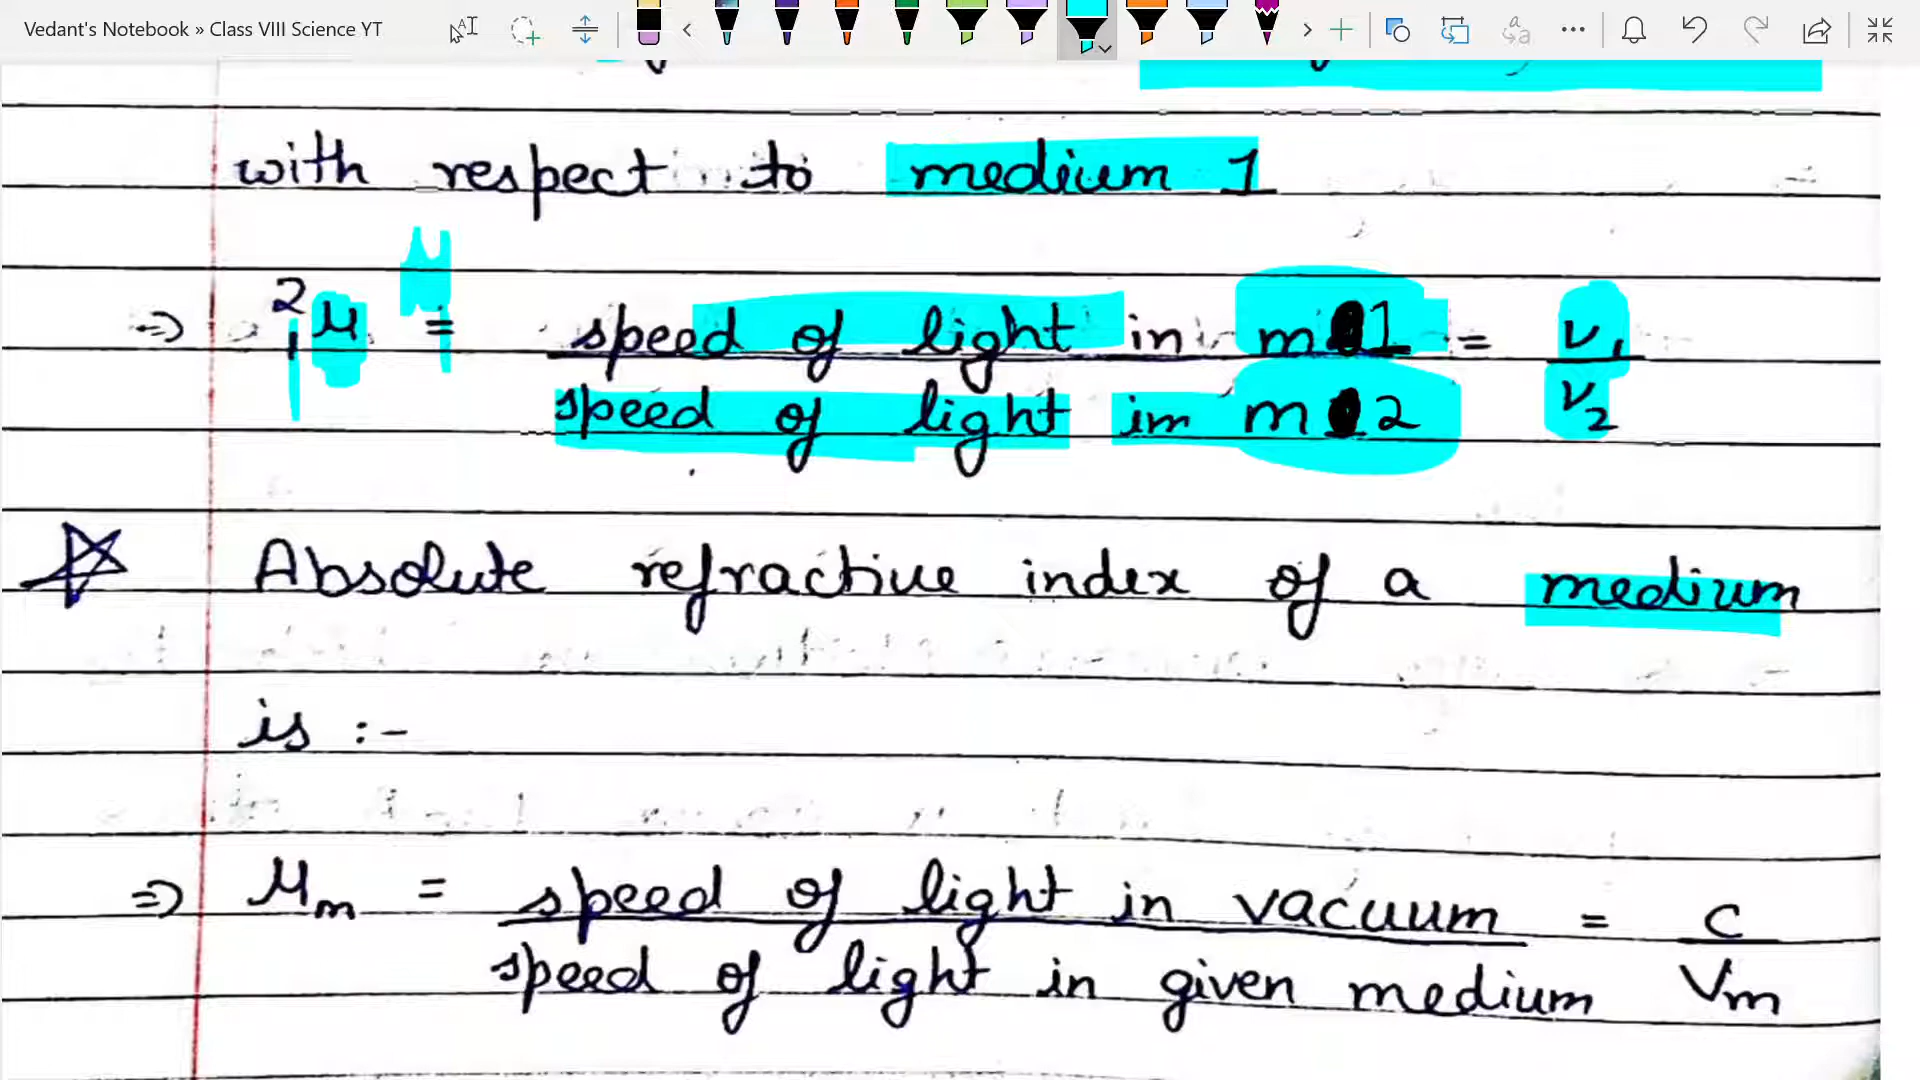 Vedant's Notebook » Class VIII Science YT
with respect to medium 1
⇒ ²₁μ = speed of light in m1 = v₁
speed of light in m2 v₂
Absolute refractive index of a medium
is :-
⇒ μm = speed of light in vacuum = c
speed of light in given medium Vm